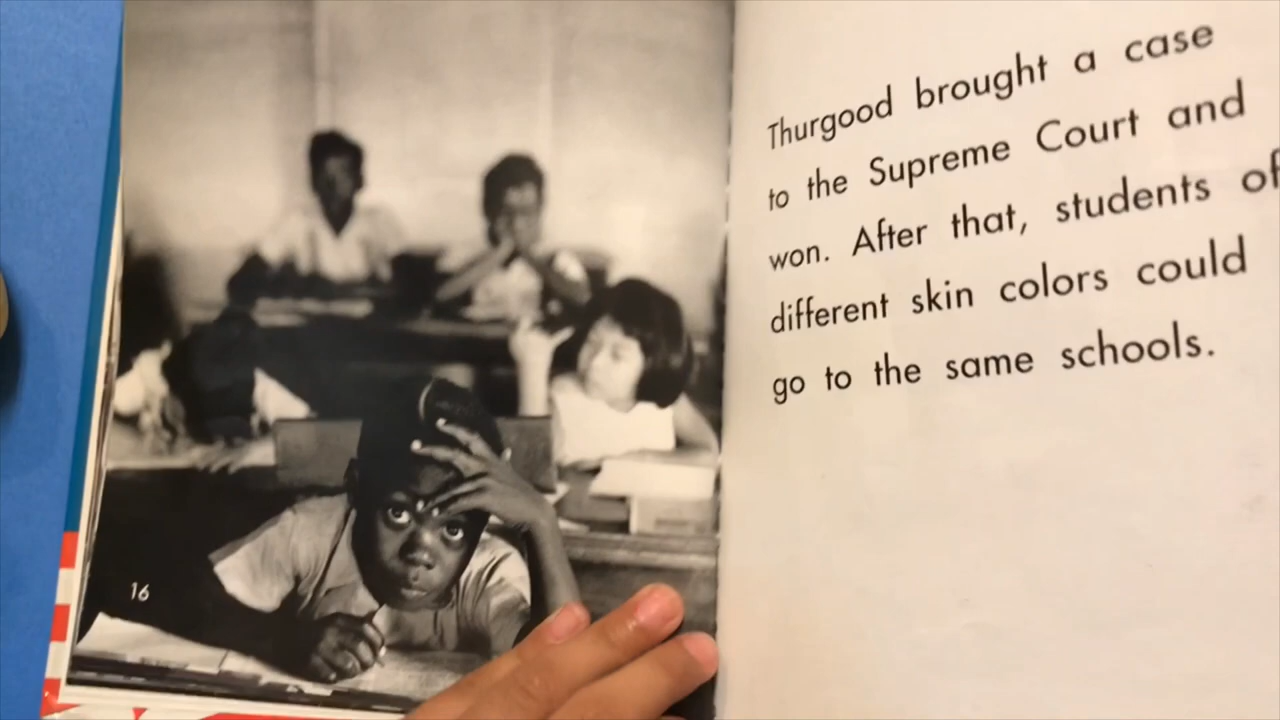 16
Thurgood brought a case
to the Supreme Court and
won. After that, students of
different skin colors could
go to the same schools.